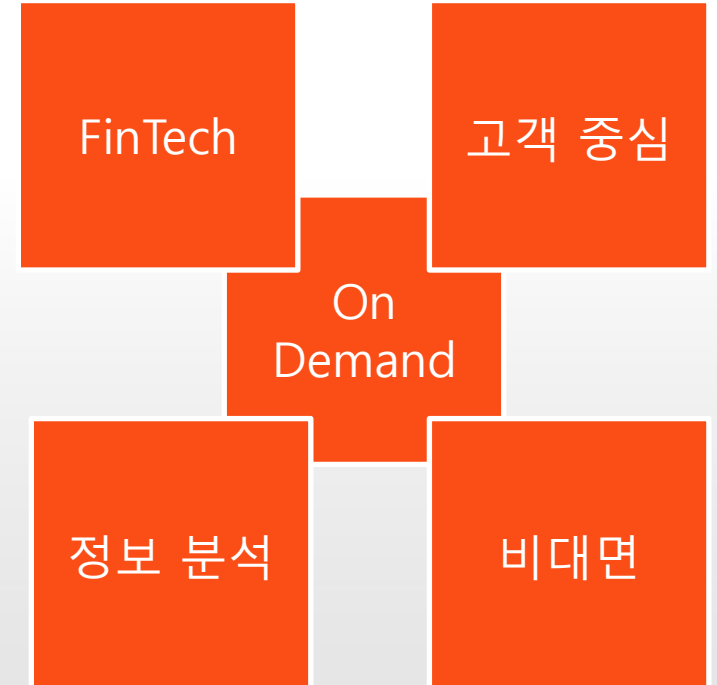 FinTech
고객 중심
On
Demand
정보 분석
비대면